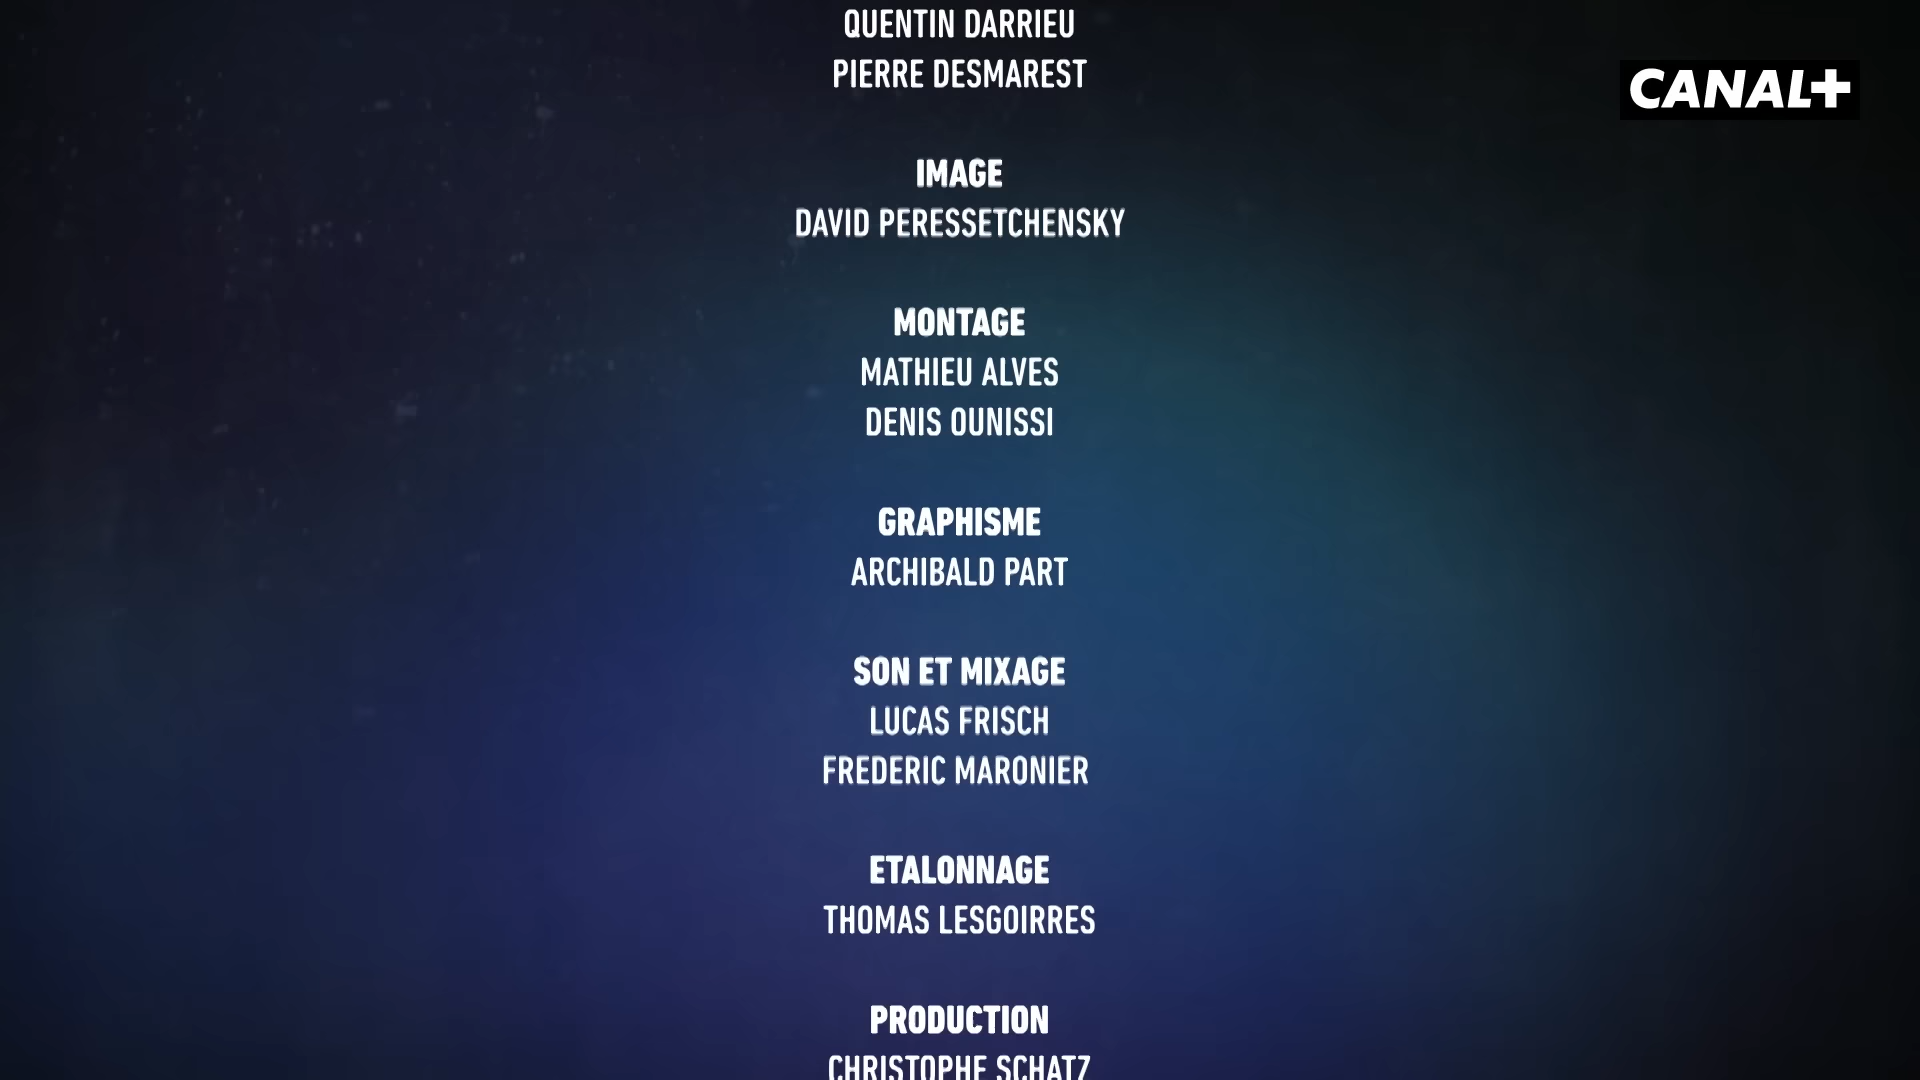 QUENTIN DARRIEU
PIERRE DESMAREST
CANAL+
IMAGE
DAVID PERESSETCHENSKY
MONTAGE
MATHIEU ALVES
DENIS OUNISSI
GRAPHISME
ARCHIBALD PART
SON ET MIXAGE
LUCAS FRISCH
FREDERIC MARONIER
ETALONNAGE
THOMAS LESGOIRRES
PRODUCTION
CHRISTOPHE SCHATZ